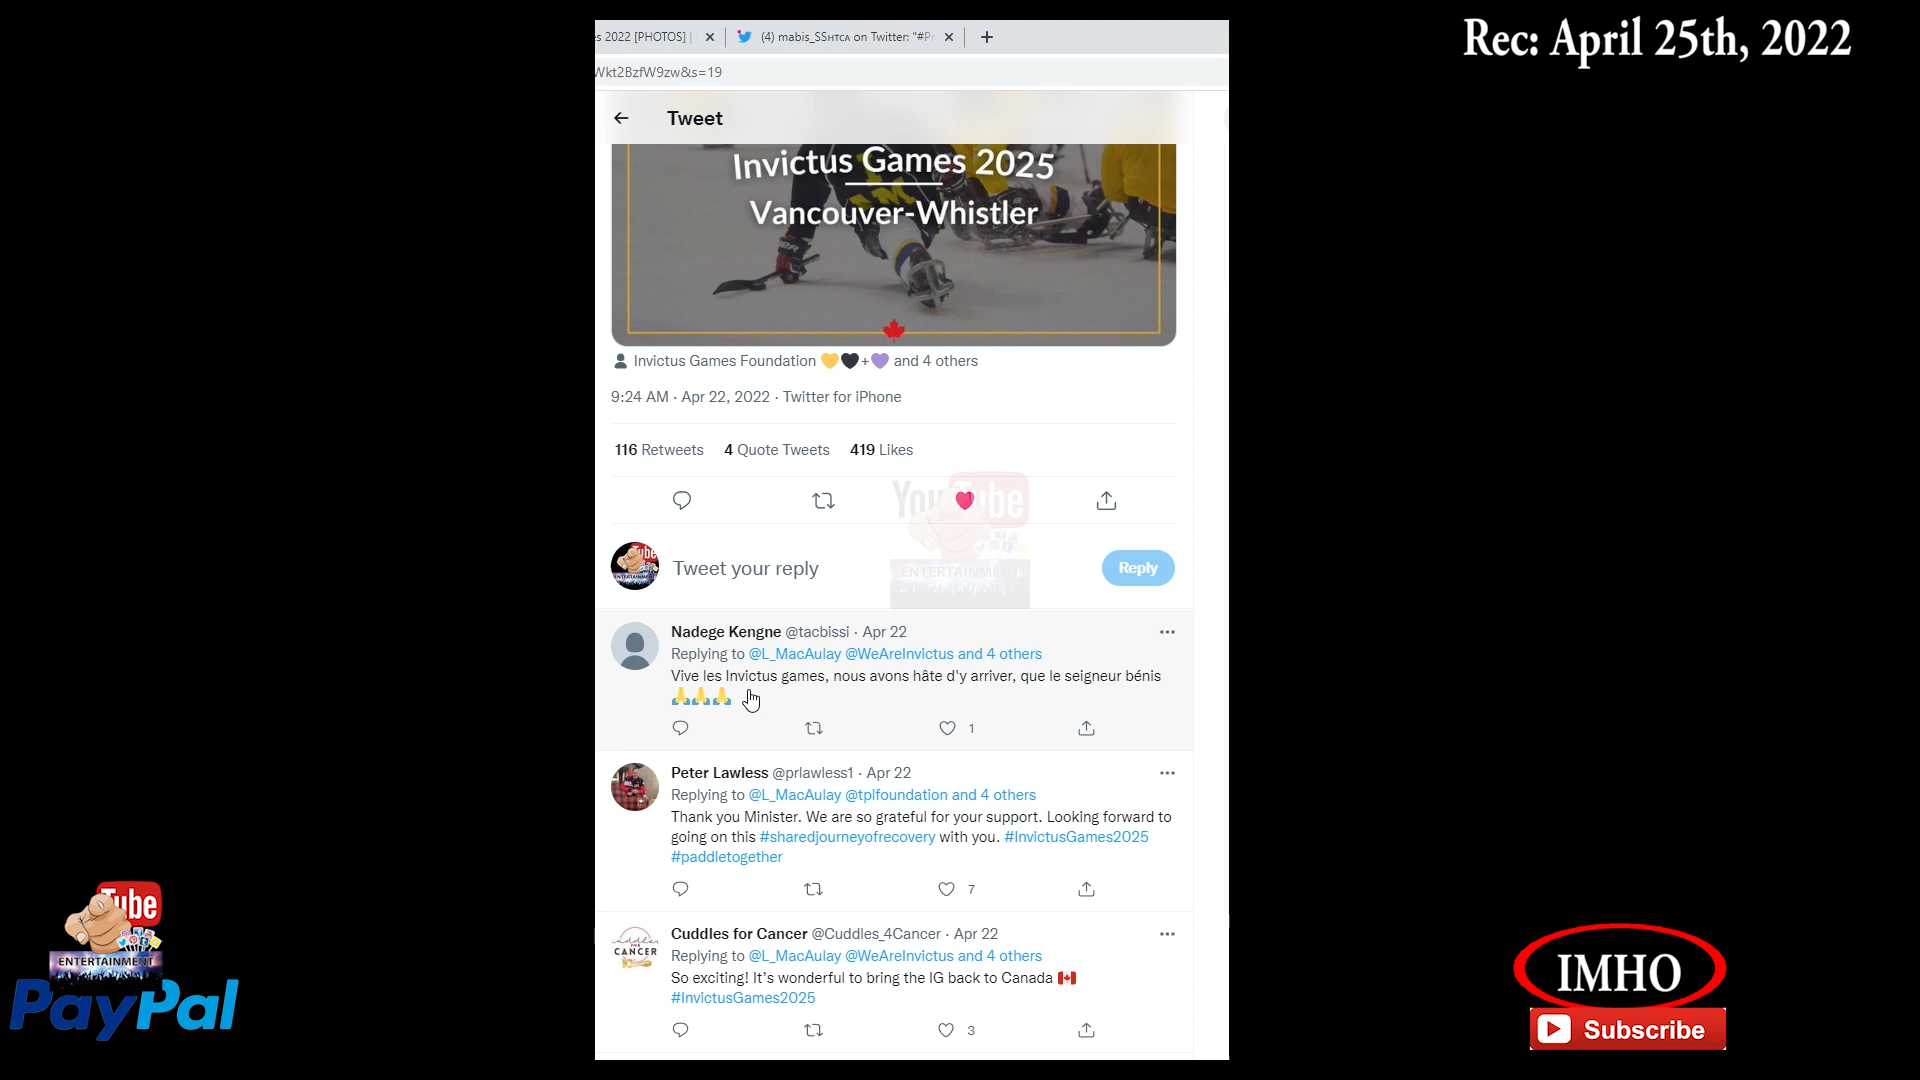 Rec: April 25th, 2022
s 2022 [PHOTOS] |
(4) mabis_SSHTCA on Twitter: "#Pr
Wkt2BzfW9zw&s=19
Tweet
Invictus Games 2025
Vancouver-Whistler
Invictus Games Foundation 💛🖤+💜 and 4 others
9:24 AM · Apr 22, 2022 · Twitter for iPhone
116 Retweets 4 Quote Tweets 419 Likes
YouTube
ENTERTAINMENT
Tweet your reply
Reply
Nadege Kengne @tacbissi · Apr 22
Replying to @L_MacAulay @WeAreInvictus and 4 others
Vive les Invictus games, nous avons hâte d'y arriver, que le seigneur bénis
🙏🙏🙏
1
Peter Lawless @prlawless1 · Apr 22
Replying to @L_MacAulay @tplfoundation and 4 others
Thank you Minister. We are so grateful for your support. Looking forward to
going on this #sharedjourneyofrecovery with you. #InvictusGames2025
#paddletogether
7
CANCER
Cuddles for Cancer @Cuddles_4Cancer · Apr 22
Replying to @L_MacAulay @WeAreInvictus and 4 others
So exciting! It's wonderful to bring the IG back to Canada 🇨🇦
#InvictusGames2025
3
Tube
ENTERTAINMENT
PayPal
IMHO
Subscribe